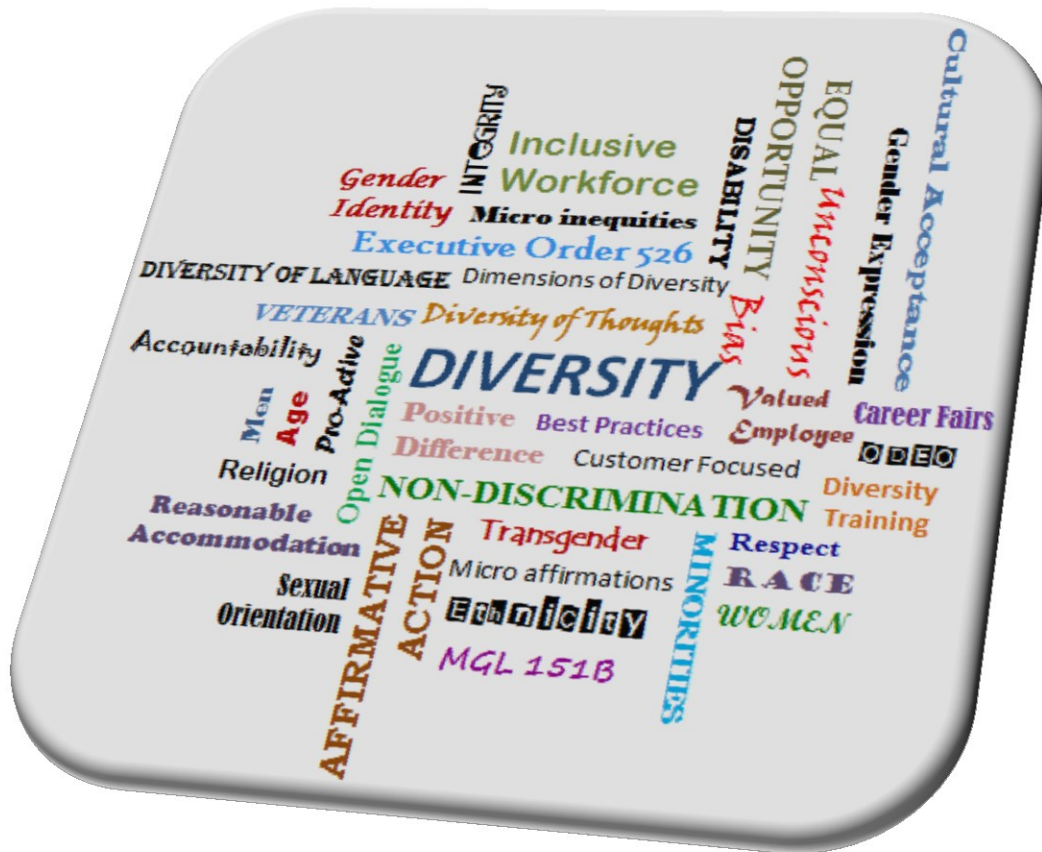 Cultural Acceptance
EQUAL
OPPORTUNITY
INTEGRITY
Inclusive
Workforce
DISABILITY
Gender Expression
Gender
Identity
Micro inequities
Unconscious
Bias
Executive Order 526
DIVERSITY OF LANGUAGE
Dimensions of Diversity
VETERANS
Diversity of Thoughts
Accountability
Pro-Active
Open Dialogue
DIVERSITY
Men
Age
Positive
Difference
Best Practices
Valued
Employee
Career Fairs
Religion
Customer Focused
ODEO
NON-DISCRIMINATION
Diversity
Training
Reasonable
Accommodation
AFFIRMATIVE
ACTION
Transgender
MINORITIES
Respect
Sexual
Orientation
Micro affirmations
RACE
Ethnicity
WOMEN
MGL 151B